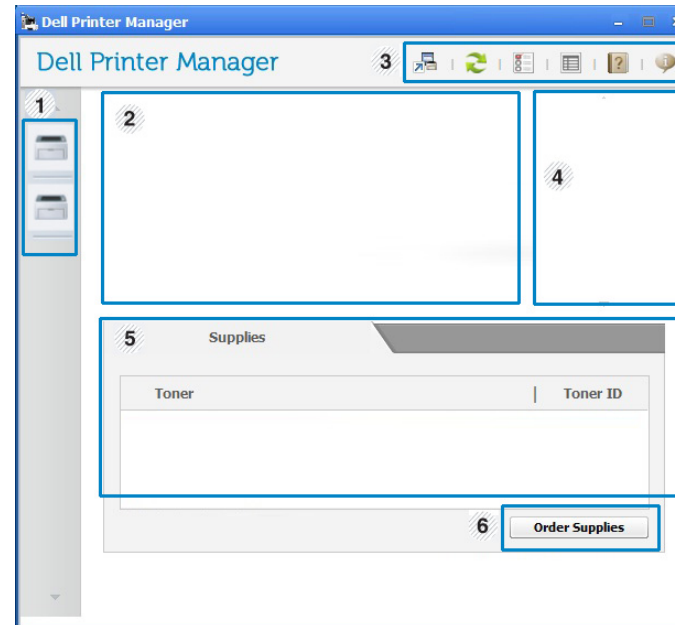 Dell Printer Manager
Dell Printer Manager
3
1
2
4
5
Supplies
Toner
Toner ID
6
Order Supplies